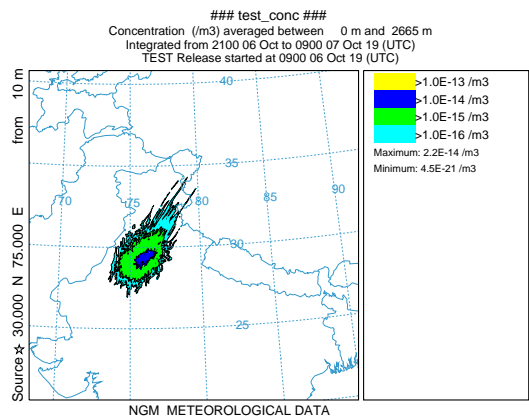 ### test_conc ###
Concentration (/m3) averaged between 0 m and 2665 m
Integrated from 2100 06 Oct to 0900 07 Oct 19 (UTC)
TEST Release started at 0900 06 Oct 19 (UTC)
Source ☆ 30.000 N 75.000 E from 10 m
40
35
90
85
80
75
70
30
25
>1.0E-13 /m3
>1.0E-14 /m3
>1.0E-15 /m3
>1.0E-16 /m3
Maximum: 2.2E-14 /m3
Minimum: 4.5E-21 /m3
NGM METEOROLOGICAL DATA